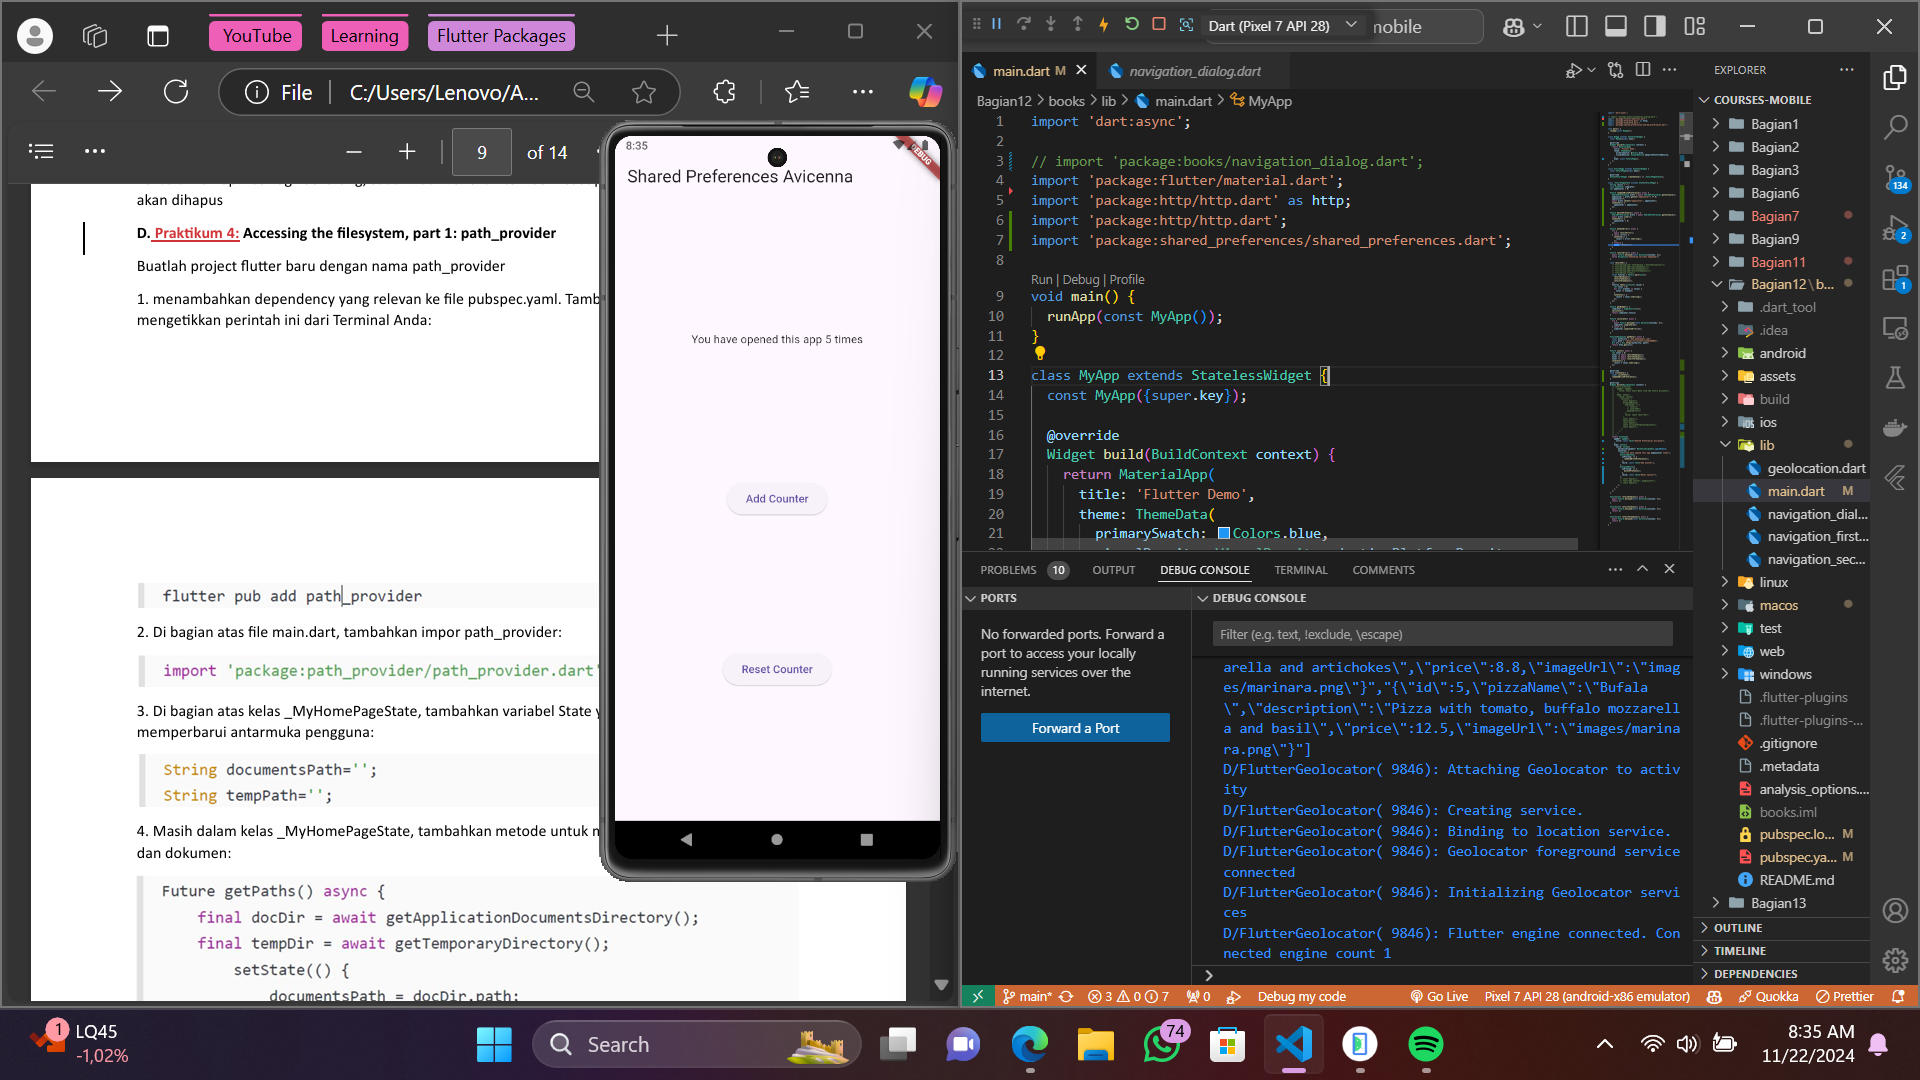 YouTube
Learning
Flutter Packages
File
C:/Users/Lenovo/A...
9
of 14
akan dihapus
D. Praktikum 4: Accessing the filesystem, part 1: path_provider
Buatlah project flutter baru dengan nama path_provider
1. menambahkan dependency yang relevan ke file pubspec.yaml. Tamb
mengetikkan perintah ini dari Terminal Anda:
flutter pub add path_provider
2. Di bagian atas file main.dart, tambahkan impor path_provider:
import 'package:path_provider/path_provider.dart'
3. Di bagian atas kelas _MyHomePageState, tambahkan variabel State y
memperbarui antarmuka pengguna:
String documentsPath='';
String tempPath='';
4. Masih dalam kelas _MyHomePageState, tambahkan metode untuk m
dan dokumen:
Future getPaths() async {
final docDir = await getApplicationDocumentsDirectory();
final tempDir = await getTemporaryDirectory();
setState(() {
documentsPath = docDir.path;
8:35
DEBUG
Shared Preferences Avicenna
You have opened this app 5 times
Add Counter
Reset Counter
Dart (Pixel 7 API 28)
mobile
main.dart M
navigation_dialog.dart
Bagian12 > books > lib > main.dart > MyApp
1 import 'dart:async';
2
3 // import 'package:books/navigation_dialog.dart';
4 import 'package:flutter/material.dart';
5 import 'package:http/http.dart' as http;
6 import 'package:http/http.dart';
7 import 'package:shared_preferences/shared_preferences.dart';
8
Run | Debug | Profile
9 void main() {
10 runApp(const MyApp());
11 }
12
13 class MyApp extends StatelessWidget {
14 const MyApp({super.key});
15
16 @override
17 Widget build(BuildContext context) {
18 return MaterialApp(
19 title: 'Flutter Demo',
20 theme: ThemeData(
21 primarySwatch: Colors.blue,
PROBLEMS 10
OUTPUT
DEBUG CONSOLE
TERMINAL
COMMENTS
PORTS
No forwarded ports. Forward a
port to access your locally
running services over the
internet.
Forward a Port
DEBUG CONSOLE
Filter (e.g. text, !exclude, \escape)
arella and artichokes\",\"price\":8.8,\"imageUrl\":\"imag
es/marinara.png\"}","{\"id\":5,\"pizzaName\":\"Bufala
\",\"description\":\"Pizza with tomato, buffalo mozzarell
a and basil\",\"price\":12.5,\"imageUrl\":\"images/marina
ra.png\"}"]
D/FlutterGeolocator( 9846): Attaching Geolocator to activ
ity
D/FlutterGeolocator( 9846): Creating service.
D/FlutterGeolocator( 9846): Binding to location service.
D/FlutterGeolocator( 9846): Geolocator foreground service
connected
D/FlutterGeolocator( 9846): Initializing Geolocator servi
ces
D/FlutterGeolocator( 9846): Flutter engine connected. Con
nected engine count 1
EXPLORER
COURSES-MOBILE
Bagian1
Bagian2
Bagian3
Bagian6
Bagian7
Bagian9
Bagian11
Bagian12\b...
.dart_tool
.idea
android
assets
build
ios
lib
geolocation.dart
main.dart M
navigation_dial...
navigation_first...
navigation_sec...
linux
macos
test
web
windows
.flutter-plugins
.flutter-plugins-...
.gitignore
.metadata
analysis_options....
books.iml
pubspec.lo... M
pubspec.ya... M
README.md
Bagian13
OUTLINE
TIMELINE
DEPENDENCIES
134
2
1
main*
3 0 7
0
Debug my code
Go Live
Pixel 7 API 28 (android-x86 emulator)
Quokka
Prettier
1
LQ45
-1,02%
Search
74
8:35 AM
11/22/2024